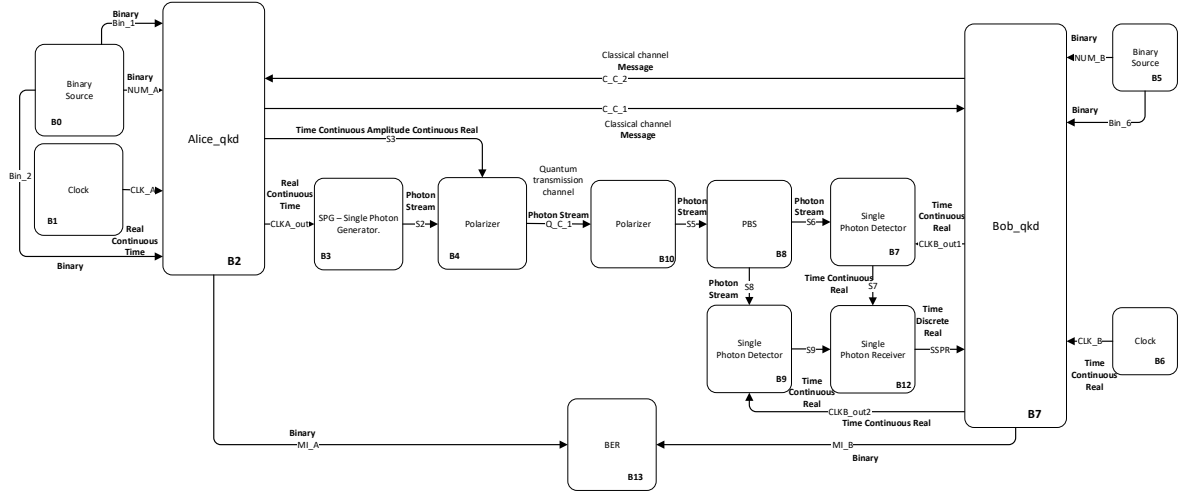 Binary
Bin_1
Binary
Source
B0
Binary
NUM_A
Bin_2
Clock
B1
CLK_A
Real
Continuous
Time
Binary
Alice_qkd
B2
Classical channel
Message
C_C_2
C_C_1
Classical channel
Message
Time Continuous Amplitude Continuous Real
S3
Real
Continuous
Time
CLKA_out
SPG – Single Photon
Generator.
B3
Photon
Stream
S2
Polarizer
B4
Quantum
transmission
channel
Photon Stream
Q_C_1
Polarizer
B10
Photon
Stream
S5
PBS
B8
Photon
Stream
S6
Single
Photon Detector
B7
Time
Continuous
Real
CLKB_out1
Photon
Stream
S8
Time Continuous
Real
S7
Single
Photon Detector
B9
S9
Single
Photon Receiver
B12
Time
Discrete
Real
SSPR
Time
Continuous
Real
CLKB_out2
Time Continuous Real
Bob_qkd
B7
Binary
NUM_B
Binary
Source
B5
Binary
Bin_6
CLK_B
Clock
B6
Time
Continuous
Real
Binary
MI_A
BER
B13
MI_B
Binary